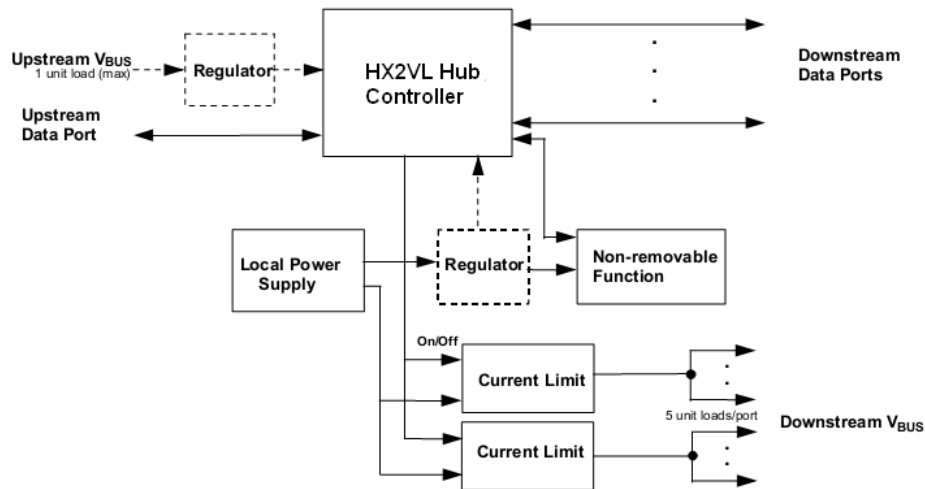 Upstream VBUS
1 unit load (max)
Regulator
HX2VL Hub
Controller
Downstream
Data Ports
Upstream
Data Port
Local Power
Supply
Regulator
Non-removable
Function
On/Off
Current Limit
5 unit loads/port
Downstream VBUS
Current Limit